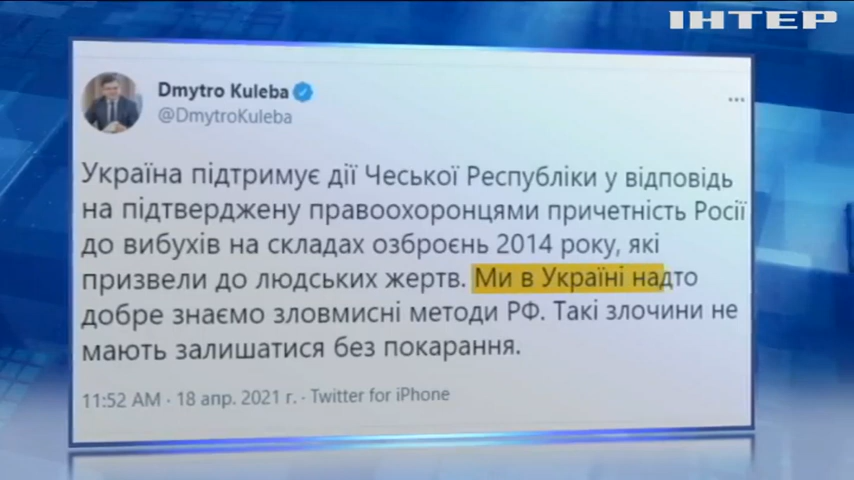 ІНТЕР
Dmytro Kuleba
@DmytroKuleba
Україна підтримує дії Чеської Республіки у відповідь
на підтверджену правоохоронцями причетність Росії
до вибухів на складах озброєнь 2014 року, які
призвели до людських жертв. Ми в Україні надто
добре знаємо зловмисні методи РФ. Такі злочини не
мають залишатися без покарання.
11:52 AM · 18 апр. 2021 г. · Twitter for iPhone